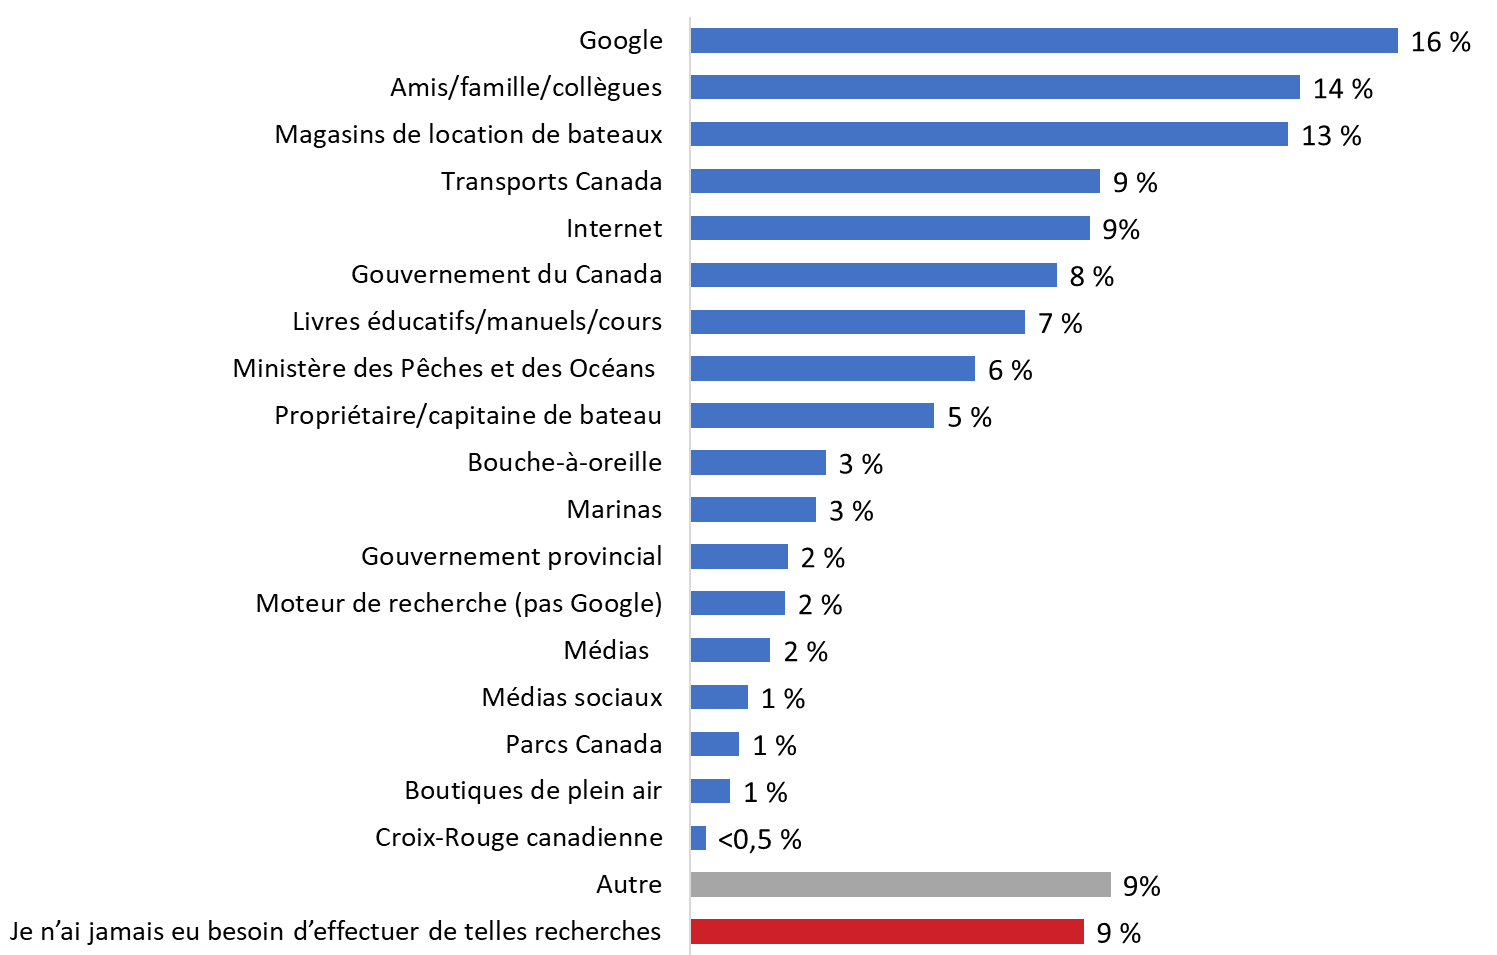 Google 16 %
Amis/famille/collègues 14 %
Magasins de location de bateaux 13 %
Transports Canada 9 %
Internet 9%
Gouvernement du Canada 8 %
Livres éducatifs/manuels/cours 7 %
Ministère des Pêches et des Océans 6 %
Propriétaire/capitaine de bateau 5 %
Bouche-à-oreille 3 %
Marinas 3 %
Gouvernement provincial 2 %
Moteur de recherche (pas Google) 2 %
Médias 2 %
Médias sociaux 1 %
Parcs Canada 1 %
Boutiques de plein air 1 %
Croix-Rouge canadienne <0,5 %
Autre 9%
Je n’ai jamais eu besoin d’effectuer de telles recherches 9 %